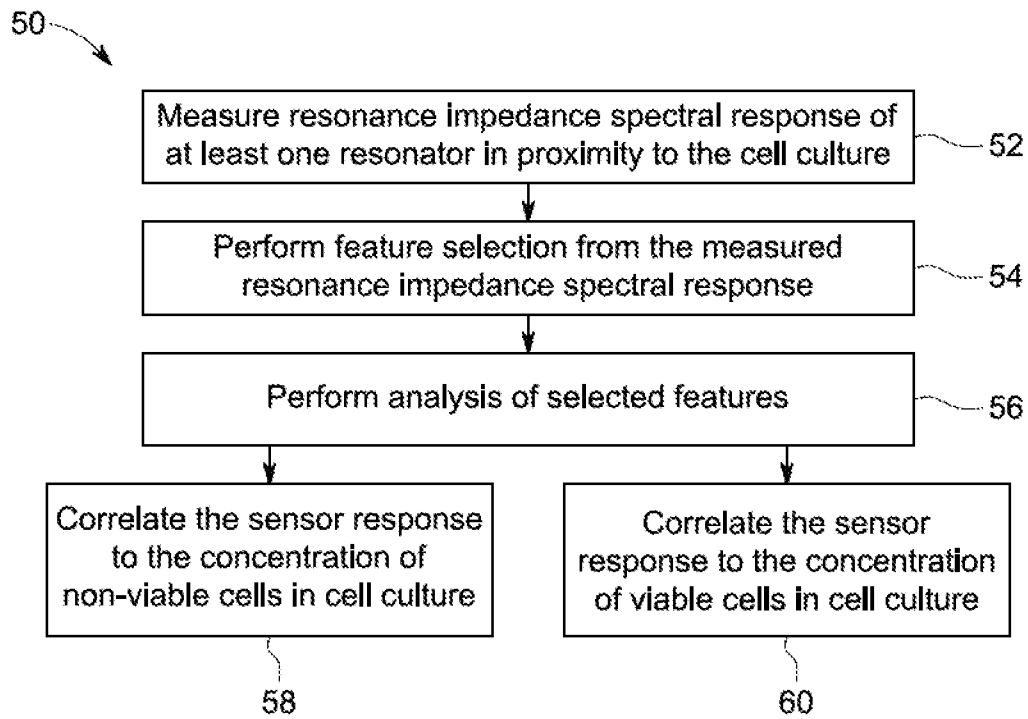 50
Measure resonance impedance spectral response of
at least one resonator in proximity to the cell culture
52
Perform feature selection from the measured
resonance impedance spectral response
54
Perform analysis of selected features
56
Correlate the sensor response
to the concentration of
non-viable cells in cell culture
58
Correlate the sensor
response to the concentration
of viable cells in cell culture
60